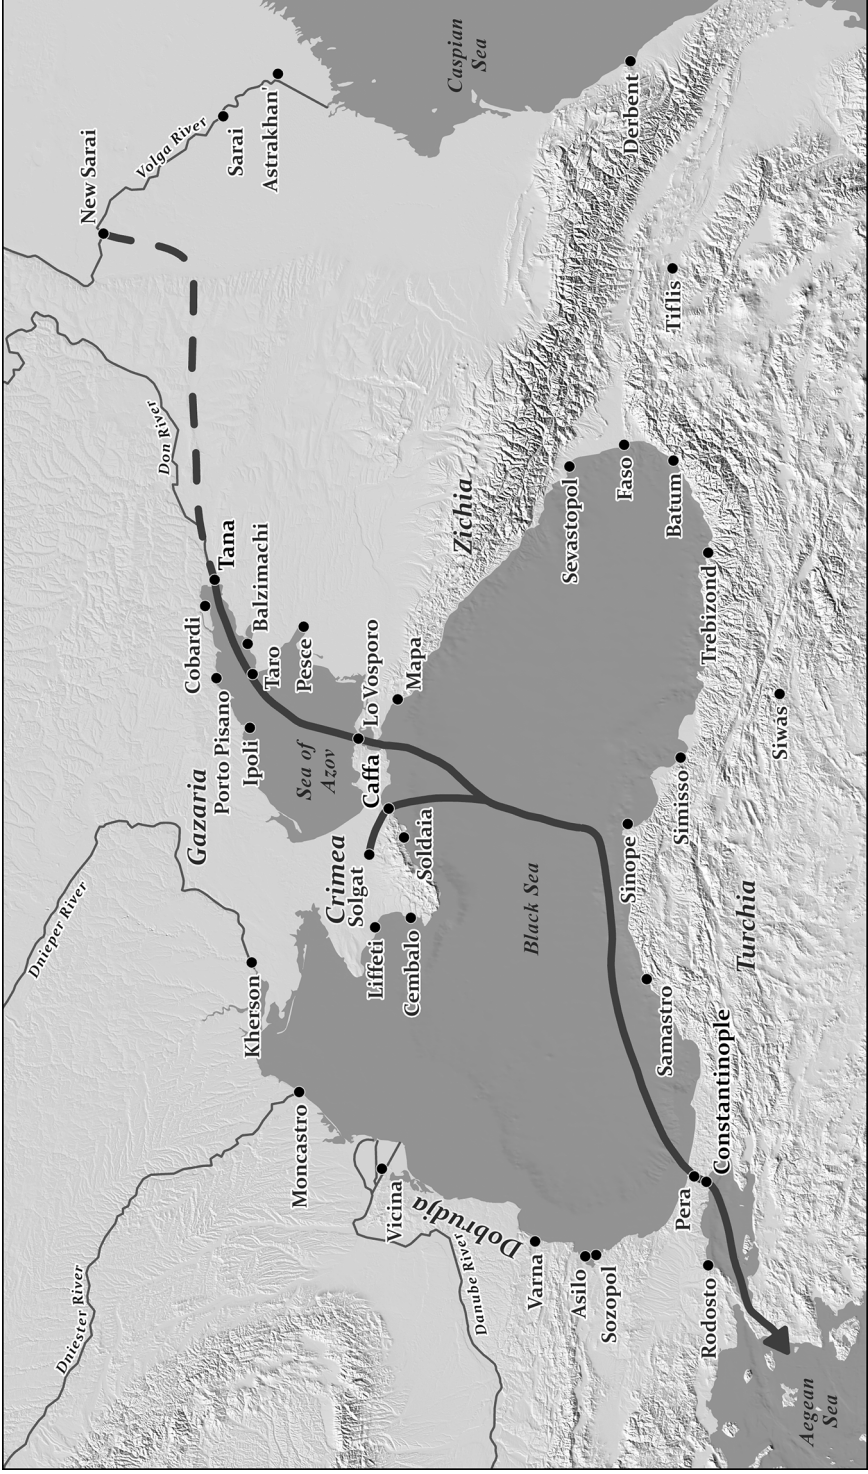 Dniester River
Dnieper River
Don River
New Sarai
Volga River
Sarai
Astrakhan'
Gazaria
Porto Pisano
Cobardi
Tana
Ipoli
Balzimachi
Taro
Kherson
Moncastro
Sea of
Azov
Pesce
Crimea
Solgat
Caffa
Lo Vosporo
Mapa
Vicina
Liffeti
Cembalo
Soldaia
Zichia
Caspian
Sea
Danube River
Dobrudja
Varna
Black Sea
Sevastopol
Asilo
Sozopol
Sinope
Faso
Derbent
Samastro
Simisso
Batum
Tiflis
Pera
Rodosto
Constantinople
Trebizond
Turchia
Siwas
Aegean
Sea